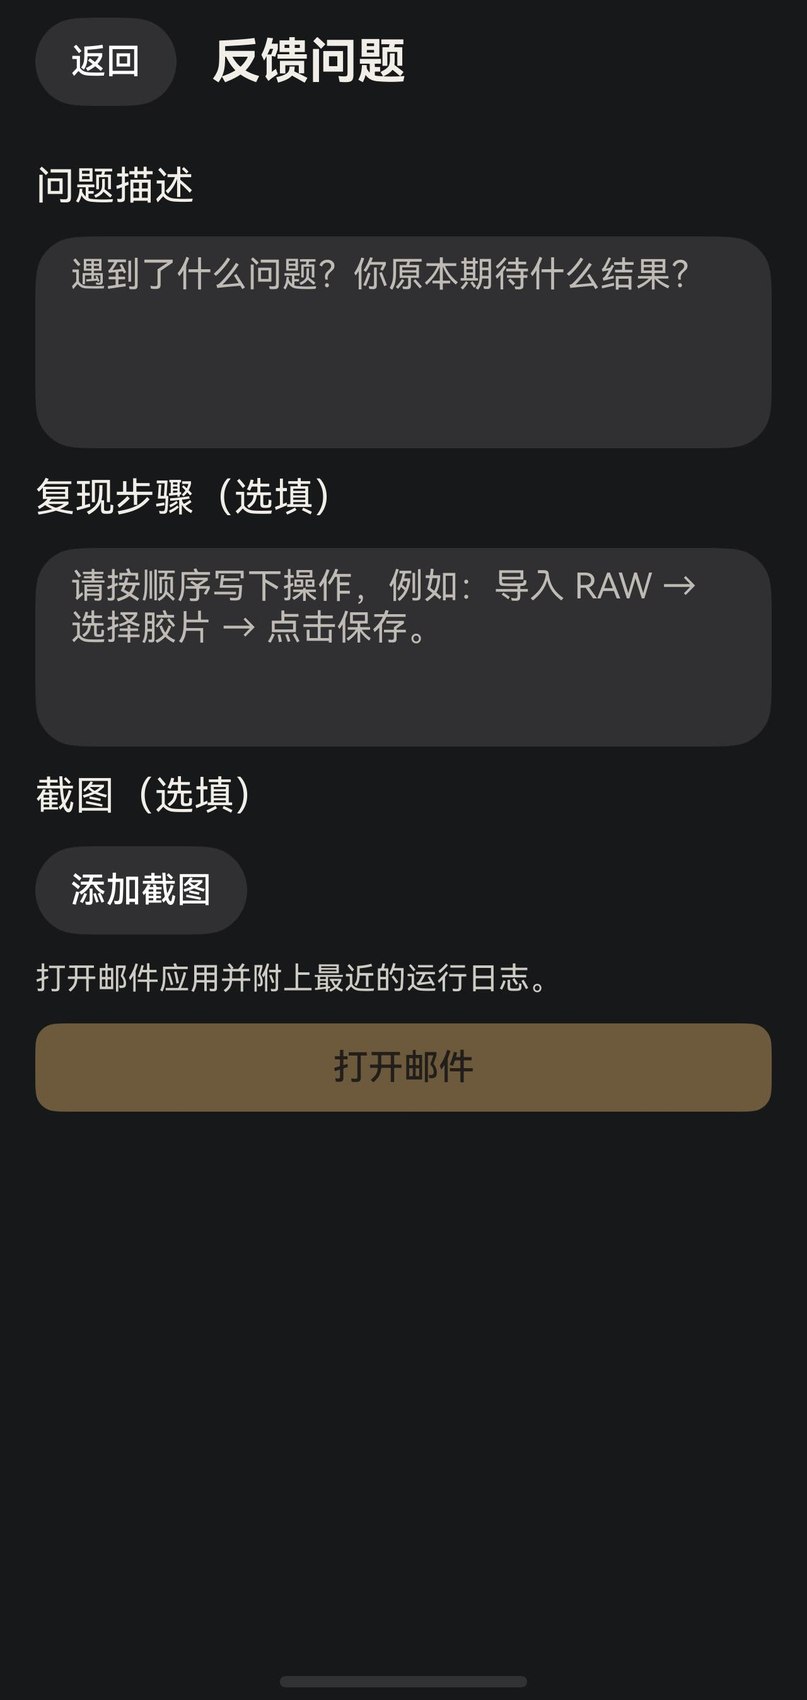 返回
反馈问题
问题描述
遇到了什么问题？你原本期待什么结果？
复现步骤（选填）
请按顺序写下操作，例如：导入 RAW →
选择胶片 → 点击保存。
截图（选填）
添加截图
打开邮件应用并附上最近的运行日志。
打开邮件